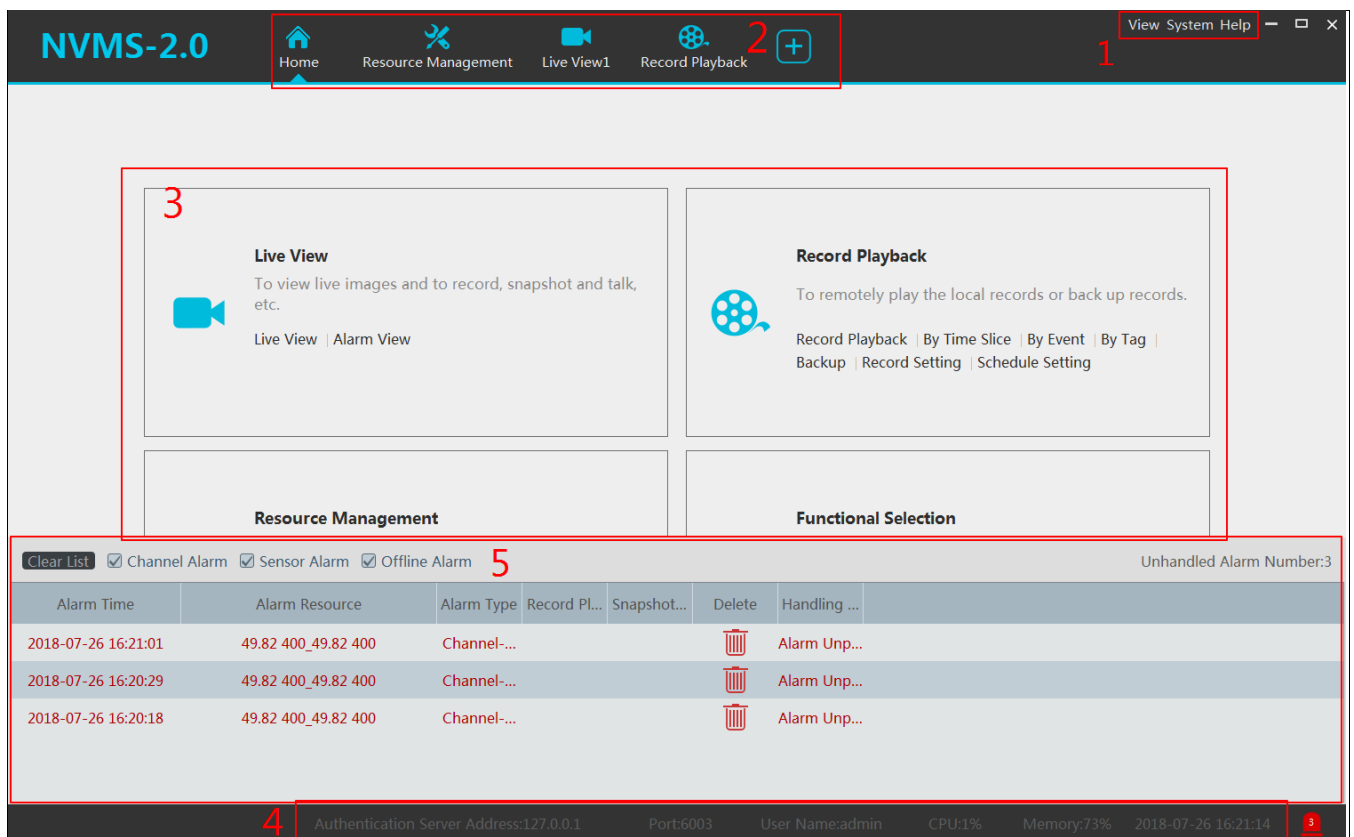 NVMS-2.0
Home
Resource Management
Live View1
Record Playback
2
View System Help
1
3
Live View
To view live images and to record, snapshot and talk,
etc.
Live View | Alarm View
Record Playback
To remotely play the local records or back up records.
Record Playback | By Time Slice | By Event | By Tag |
Backup | Record Setting | Schedule Setting
Resource Management
Functional Selection
Clear List Channel Alarm Sensor Alarm Offline Alarm 5 Unhandled Alarm Number:3
Alarm Time Alarm Resource Alarm Type Record Pl... Snapshot... Delete Handling ...
2018-07-26 16:21:01 49.82 400_49.82 400 Channel-... Alarm Unp...
2018-07-26 16:20:29 49.82 400_49.82 400 Channel-... Alarm Unp...
2018-07-26 16:20:18 49.82 400_49.82 400 Channel-... Alarm Unp...
4 Authentication Server Address:127.0.0.1 Port:6003 User Name:admin CPU:1% Memory:73% 2018-07-26 16:21:14 3